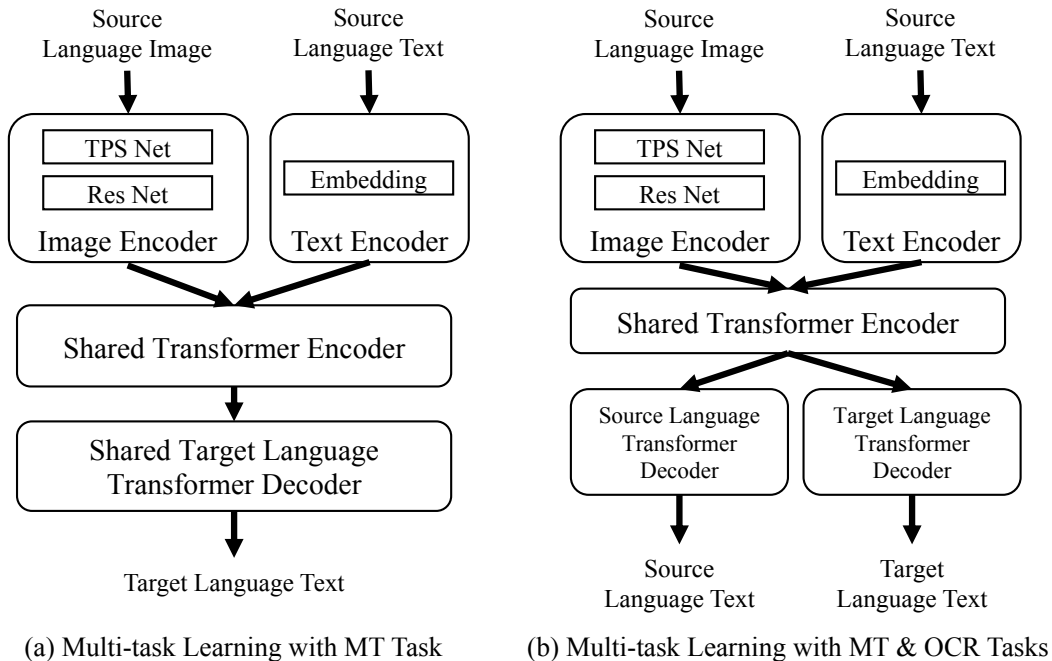 Source
Language Image
Source
Language Text
TPS Net
Res Net
Image Encoder
Embedding
Text Encoder
Shared Transformer Encoder
Shared Target Language
Transformer Decoder
Target Language Text
(a) Multi-task Learning with MT Task
Source
Language Image
Source
Language Text
TPS Net
Res Net
Image Encoder
Embedding
Text Encoder
Shared Transformer Encoder
Source Language
Transformer
Decoder
Target Language
Transformer
Decoder
Source
Language Text
Target
Language Text
(b) Multi-task Learning with MT & OCR Tasks